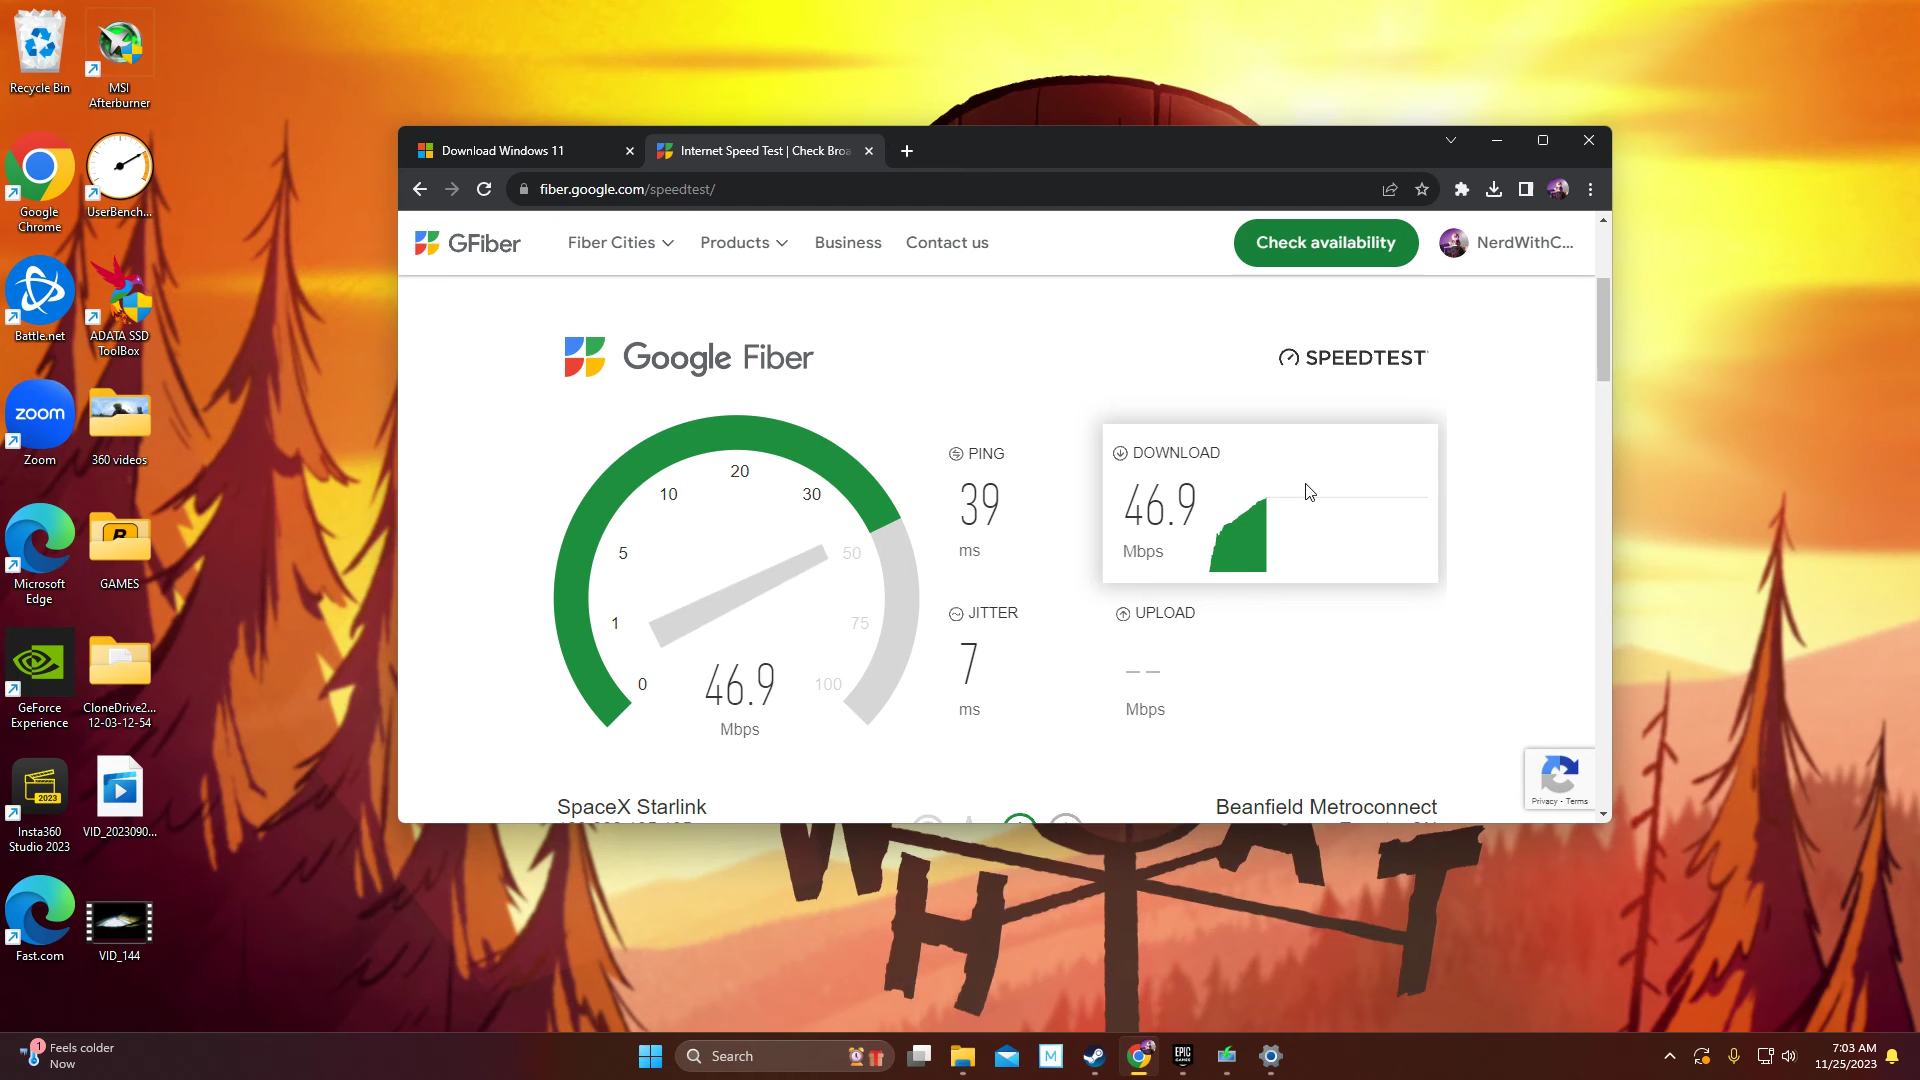 Recycle Bin
MSI
Afterburner
Google
Chrome
UserBench...
Battle.net
ADATA SSD
ToolBox
zoom
Zoom
360 videos
Microsoft
Edge
GAMES
GeForce
Experience
CloneDrive2...
12-03-12-54
2023
Insta360
Studio 2023
VID_2023090...
Fast.com
VID_144
Download Windows 11
Internet Speed Test | Check Broa
fiber.google.com/speedtest/
GFiber
Fiber Cities
Products
Business
Contact us
Check availability
NerdWithC...
Google Fiber
SPEEDTEST
0
1
5
10
20
30
50
75
100
46.9
Mbps
PING
39
ms
JITTER
7
ms
DOWNLOAD
46.9
Mbps
UPLOAD
— —
Mbps
SpaceX Starlink
Beanfield Metroconnect
Privacy - Terms
W H A T
1
Feels colder
Now
Search
M
EPIC
GAMES
7:03 AM
11/25/2023